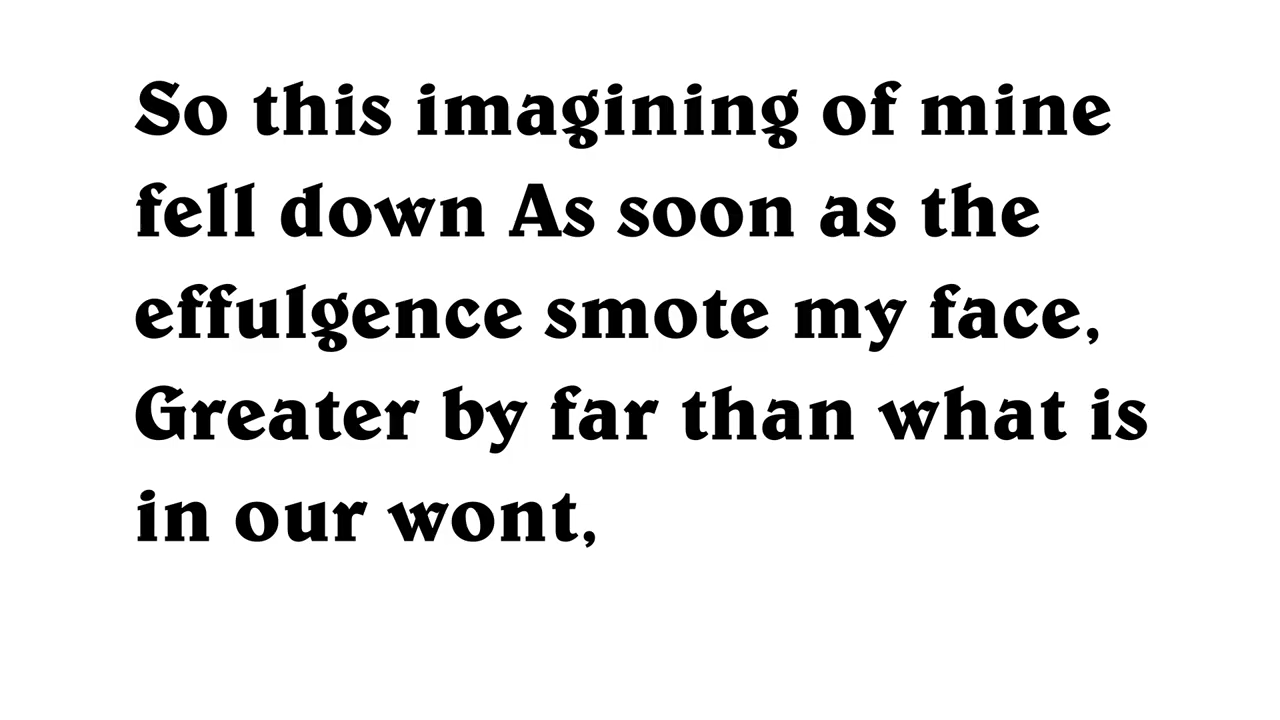 So this imagining of mine
fell down As soon as the
effulgence smote my face,
Greater by far than what is
in our wont,